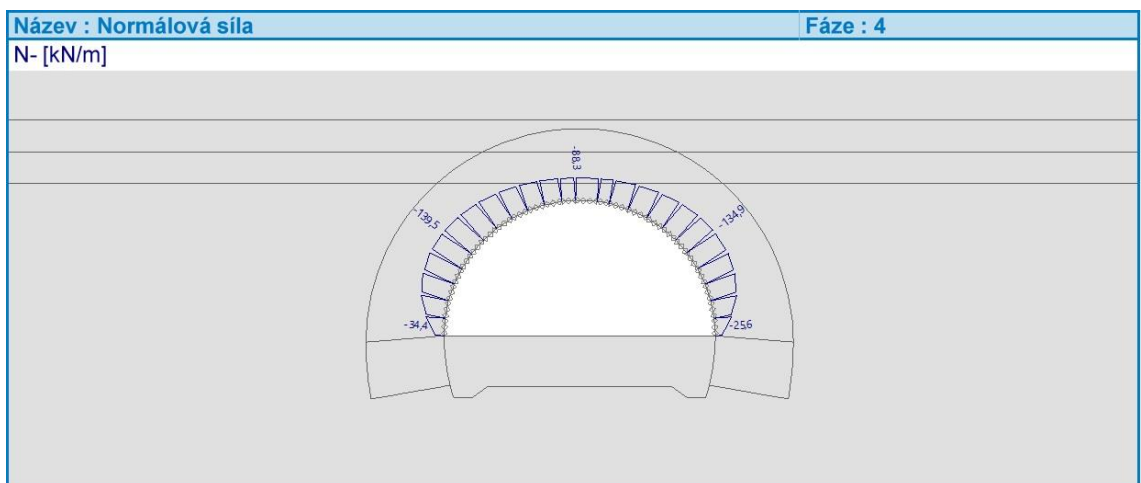 Název : Normálová síla
Fáze : 4
N- [kN/m]
-88,3
-139,5
-134,9
-34,4
-25,6